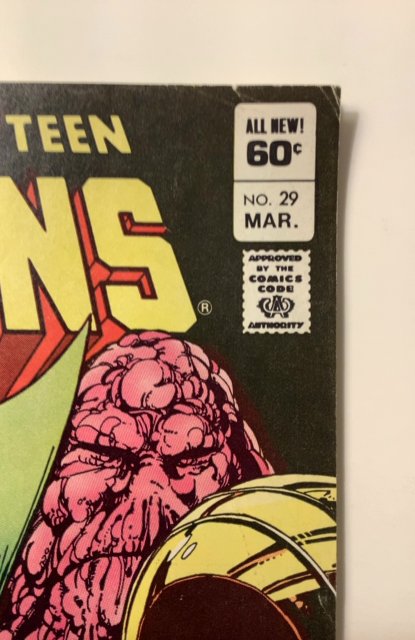 TEEN
NS®
ALL NEW!
60¢
NO. 29
MAR.
APPROVED
BY THE
COMICS
CODE
CA
AUTHORITY